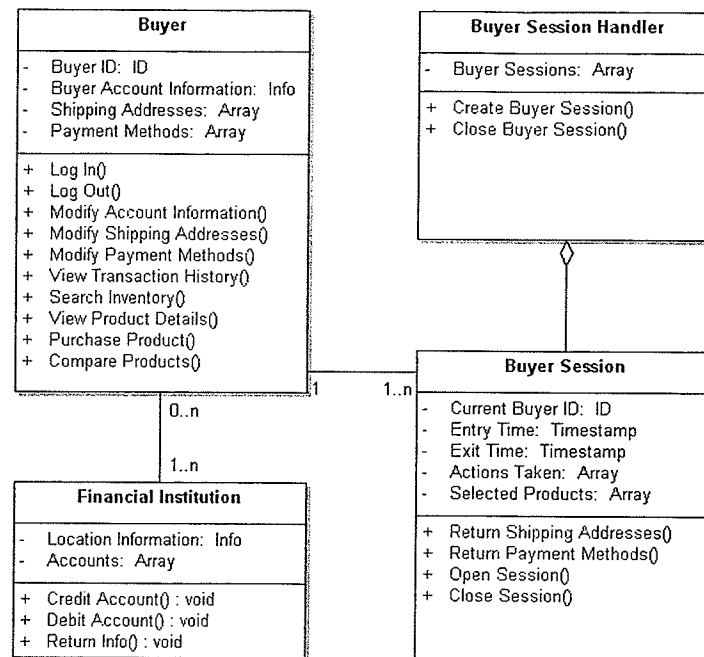 Buyer
- Buyer ID: ID
- Buyer Account Information: Info
- Shipping Addresses: Array
- Payment Methods: Array
+ Log In()
+ Log Out()
+ Modify Account Information()
+ Modify Shipping Addresses()
+ Modify Payment Methods()
+ View Transaction History()
+ Search Inventory()
+ View Product Details()
+ Purchase Product()
+ Compare Products()
Buyer Session Handler
- Buyer Sessions: Array
+ Create Buyer Session()
+ Close Buyer Session()
1
1..n
0..n
1..n
Buyer Session
- Current Buyer ID: ID
- Entry Time: Timestamp
- Exit Time: Timestamp
- Actions Taken: Array
- Selected Products: Array
+ Return Shipping Addresses()
+ Return Payment Methods()
+ Open Session()
+ Close Session()
Financial Institution
- Location Information: Info
- Accounts: Array
+ Credit Account() : void
+ Debit Account() : void
+ Return Info() : void